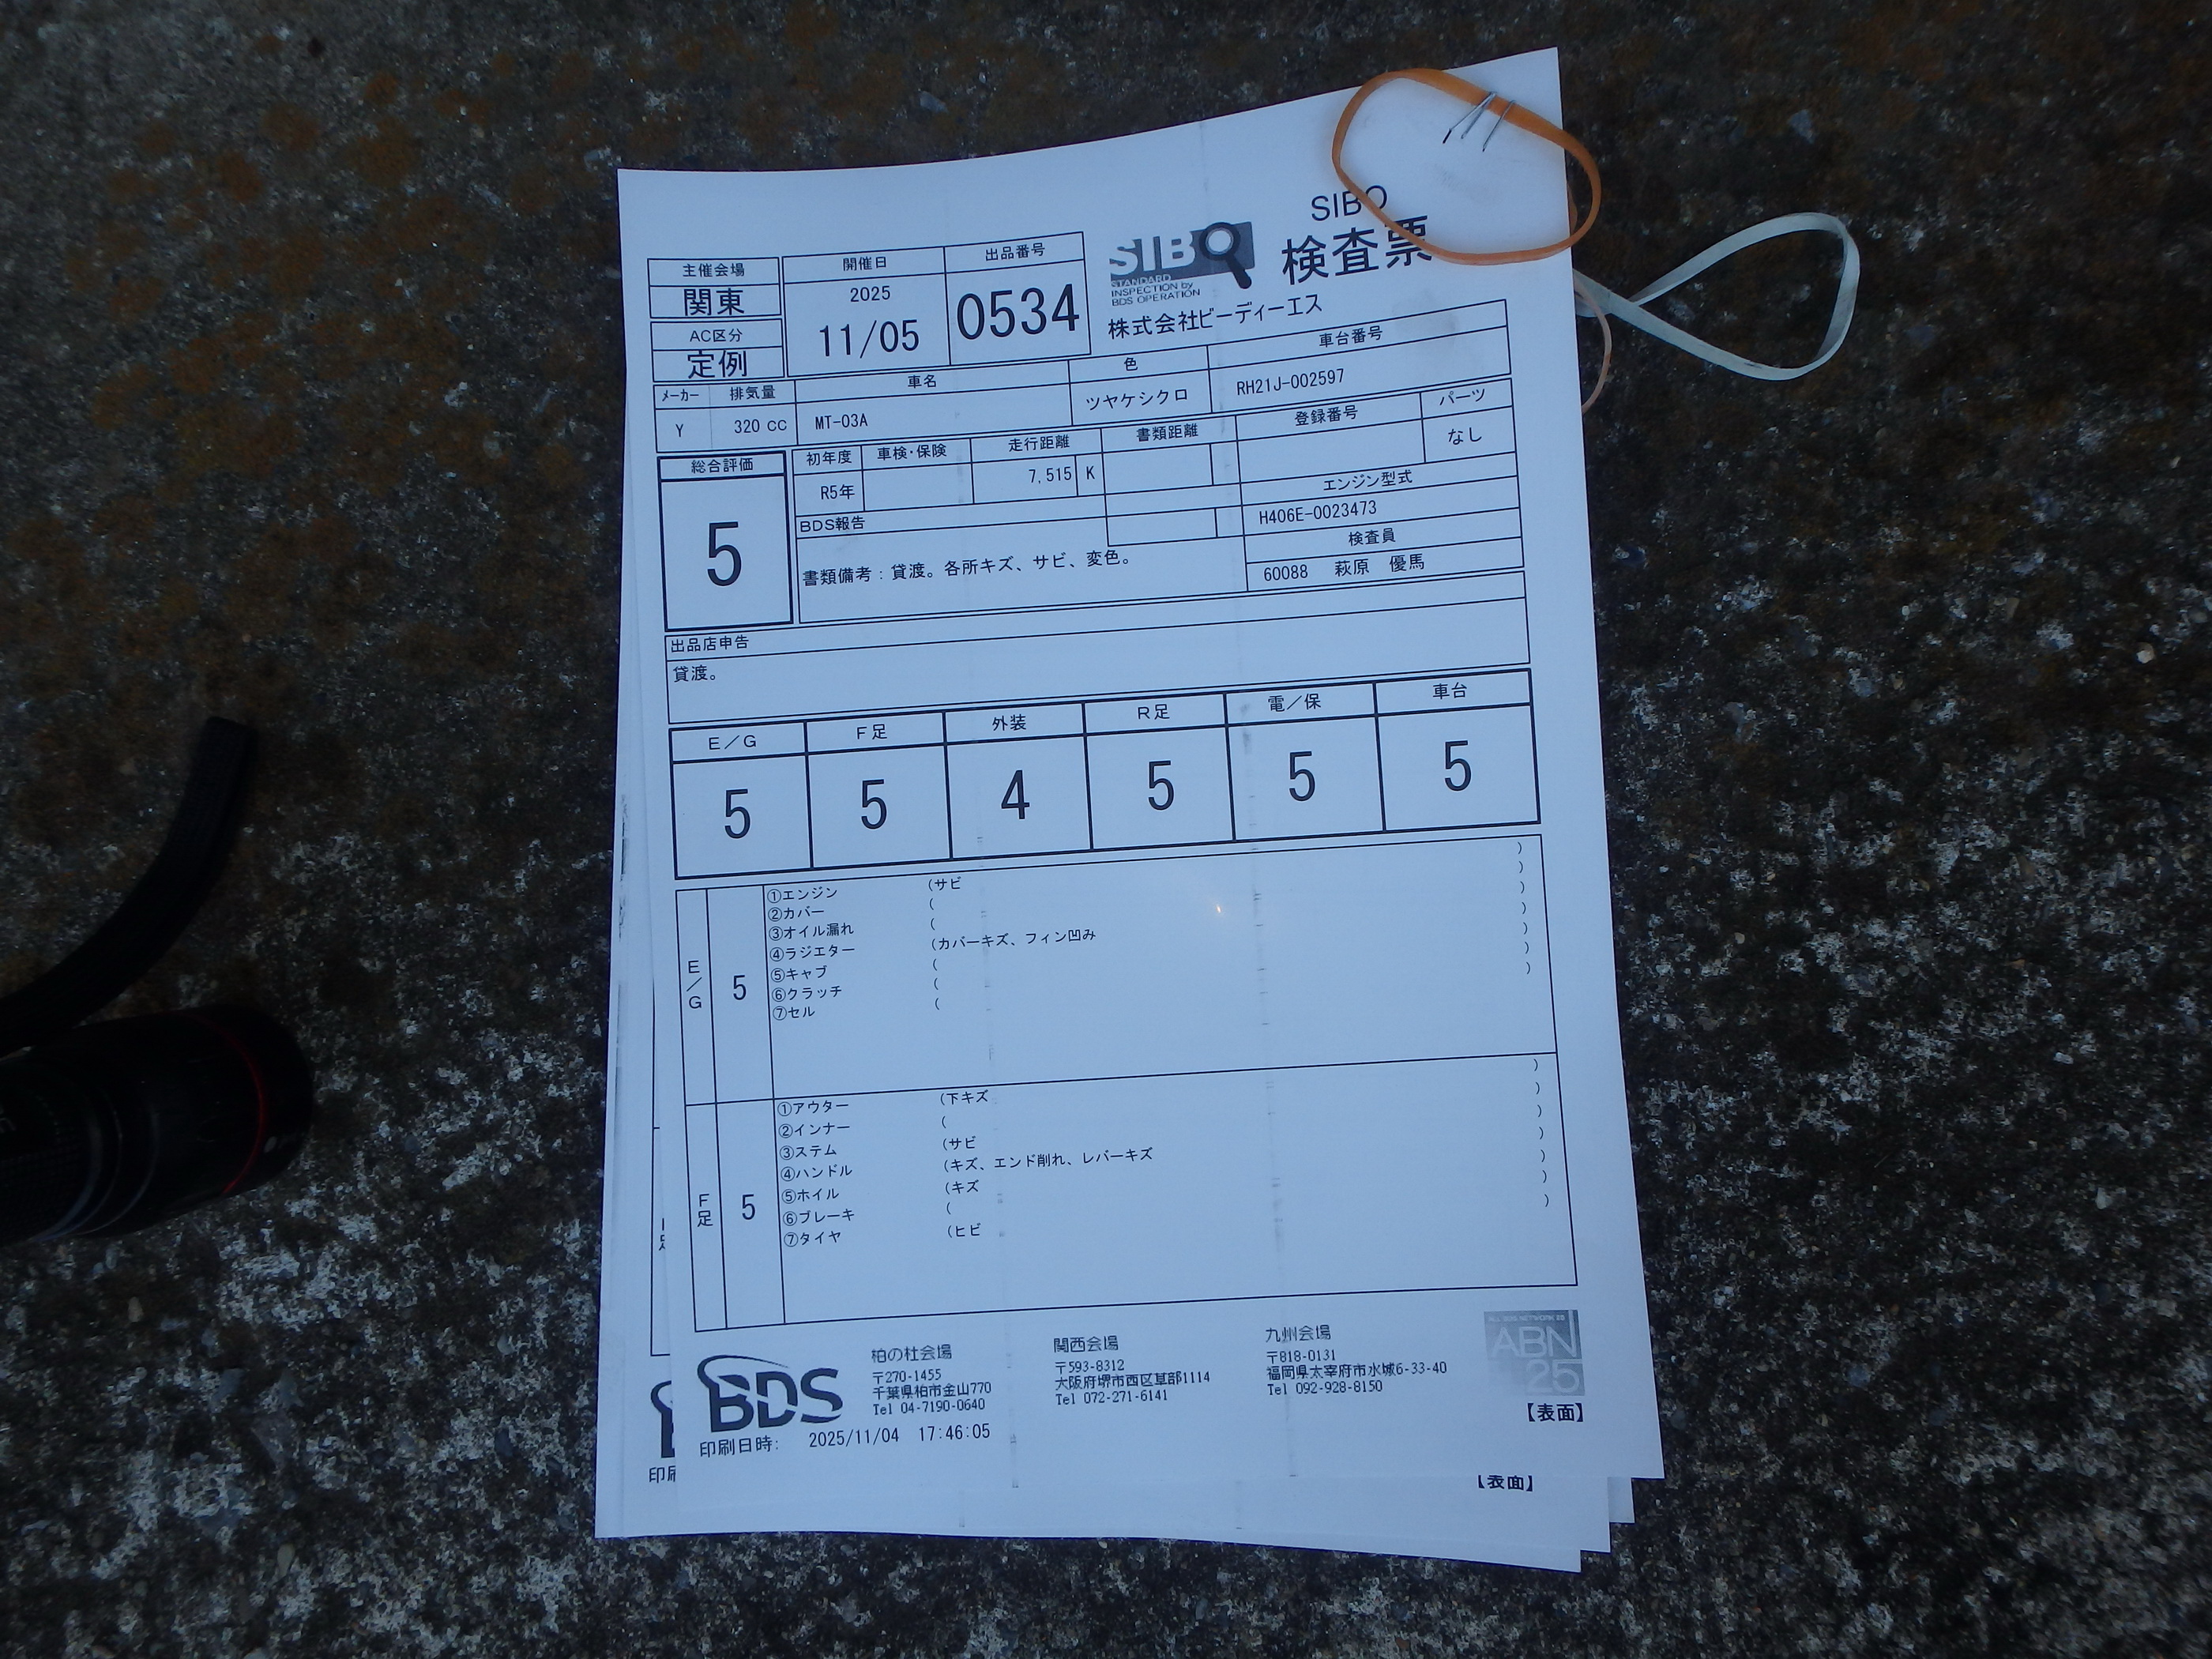 SIBO
検査票
SIBO
STANDARD
INSPECTION by
BDS OPERATION
株式会社ビーディーエス
主催会場
関東
AC区分
定例
開催日
2025
11/05
出品番号
0534
メーカー 排気量 車名 色 車台番号
Y 320 CC MT-03A ツヤケシクロ RH21J-002597
総合評価
5
初年度 車検・保険 走行距離 書類距離 登録番号 パーツ
R5年 7,515 K なし
エンジン型式
H406E-0023473
検査員
60088 萩原 優馬
BDS報告
書類備考：貸渡。各所キズ、サビ、変色。
出品店申告
貸渡。
E／G F足 外装 R足 電／保 車台
5 5 4 5 5 5
E／G 5
①エンジン (サビ )
②カバー ( )
③オイル漏れ ( )
④ラジエター (カバーキズ、フィン凹み )
⑤キャブ ( )
⑥クラッチ ( )
⑦セル ( )
F足 5
①アウター (下キズ )
②インナー ( )
③ステム (サビ )
④ハンドル (キズ、エンド削れ、レバーキズ )
⑤ホイル (キズ )
⑥ブレーキ ( )
⑦タイヤ (ヒビ )
BDS
柏の杜会場
〒270-1455
千葉県柏市金山770
Tel 04-7190-0640
関西会場
〒593-8312
大阪府堺市西区草部1114
Tel 072-271-6141
九州会場
〒818-0131
福岡県太宰府市水城6-33-40
Tel 092-928-8150
ABN
25
【表面】
印刷日時: 2025/11/04 17:46:05
印刷
【表面】